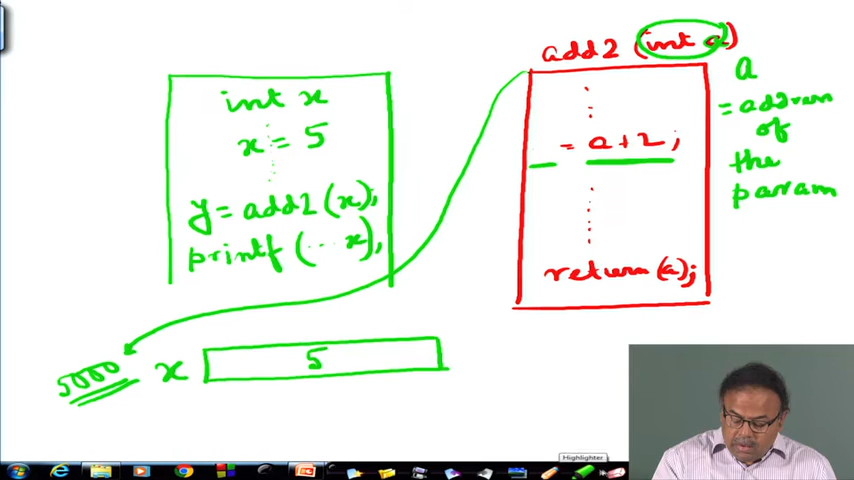 int x
x = 5
y = add2 (x);
printf (...x);
5000
x
5
add2 (int a)
= a + 2;
return (a);
a
= address
of
the
param
Highlighter